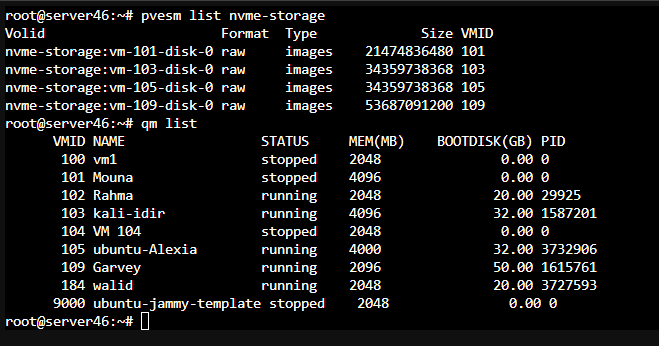 root@server46:~# pvesm list nvme-storage
Volid                       Format  Type              Size VMID
nvme-storage:vm-101-disk-0 raw     images    21474836480 101
nvme-storage:vm-103-disk-0 raw     images    34359738368 103
nvme-storage:vm-105-disk-0 raw     images    34359738368 105
nvme-storage:vm-109-disk-0 raw     images    53687091200 109
root@server46:~# qm list
      VMID NAME                 STATUS     MEM(MB)    BOOTDISK(GB) PID
       100 vm1                  stopped    2048               0.00 0
       101 Mouna                stopped    4096               0.00 0
       102 Rahma                running    2048              20.00 29925
       103 kali-idir            running    4096              32.00 1587201
       104 VM 104               stopped    2048               0.00 0
       105 ubuntu-Alexia        running    4000              32.00 3732906
       109 Garvey               running    2096              50.00 1615761
       184 walid                running    2048              20.00 3727593
      9000 ubuntu-jammy-template stopped    2048               0.00 0
root@server46:~#